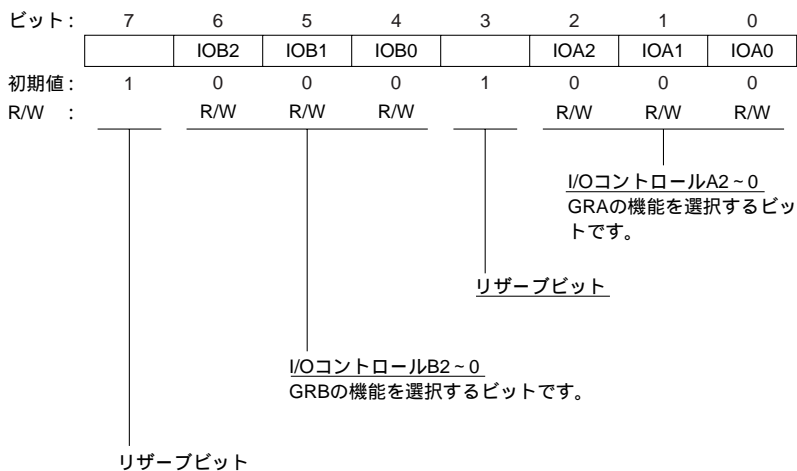 ビット : 7 6 5 4 3 2 1 0
IOB2 IOB1 IOB0 IOA2 IOA1 IOA0
初期値 : 1 0 0 0 1 0 0 0
R/W : R/W R/W R/W R/W R/W R/W
I/OコントロールA2~0
GRAの機能を選択するビッ
トです。
リザーブビット
I/OコントロールB2~0
GRBの機能を選択するビットです。
リザーブビット